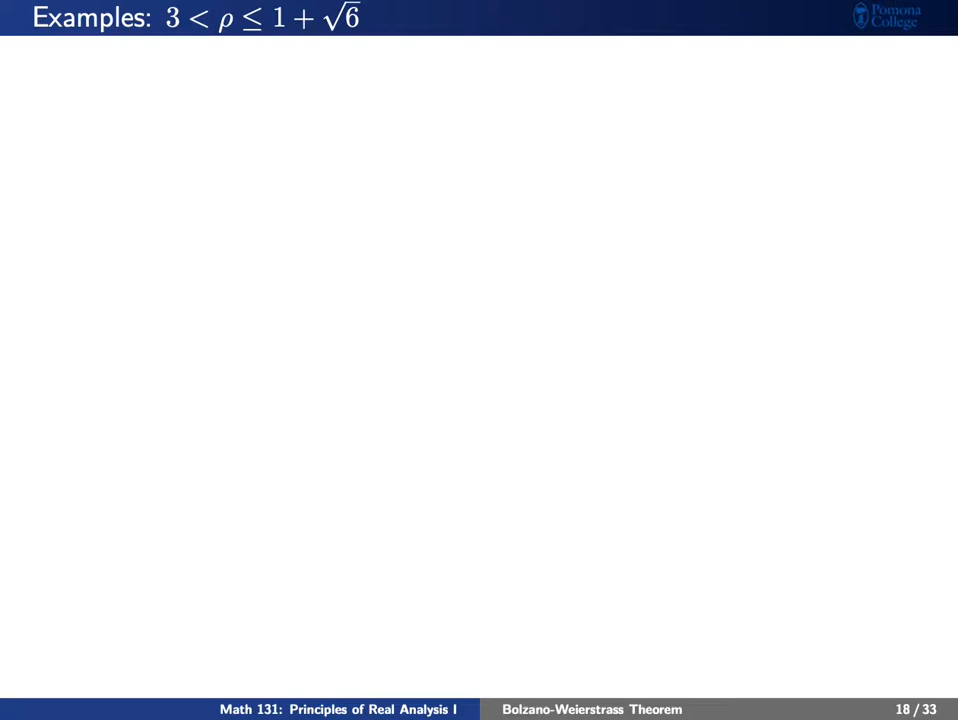 Examples: 3 < ρ ≤ 1 + √6
Pomona
College
Math 131: Principles of Real Analysis I
Bolzano-Weierstrass Theorem
18 / 33